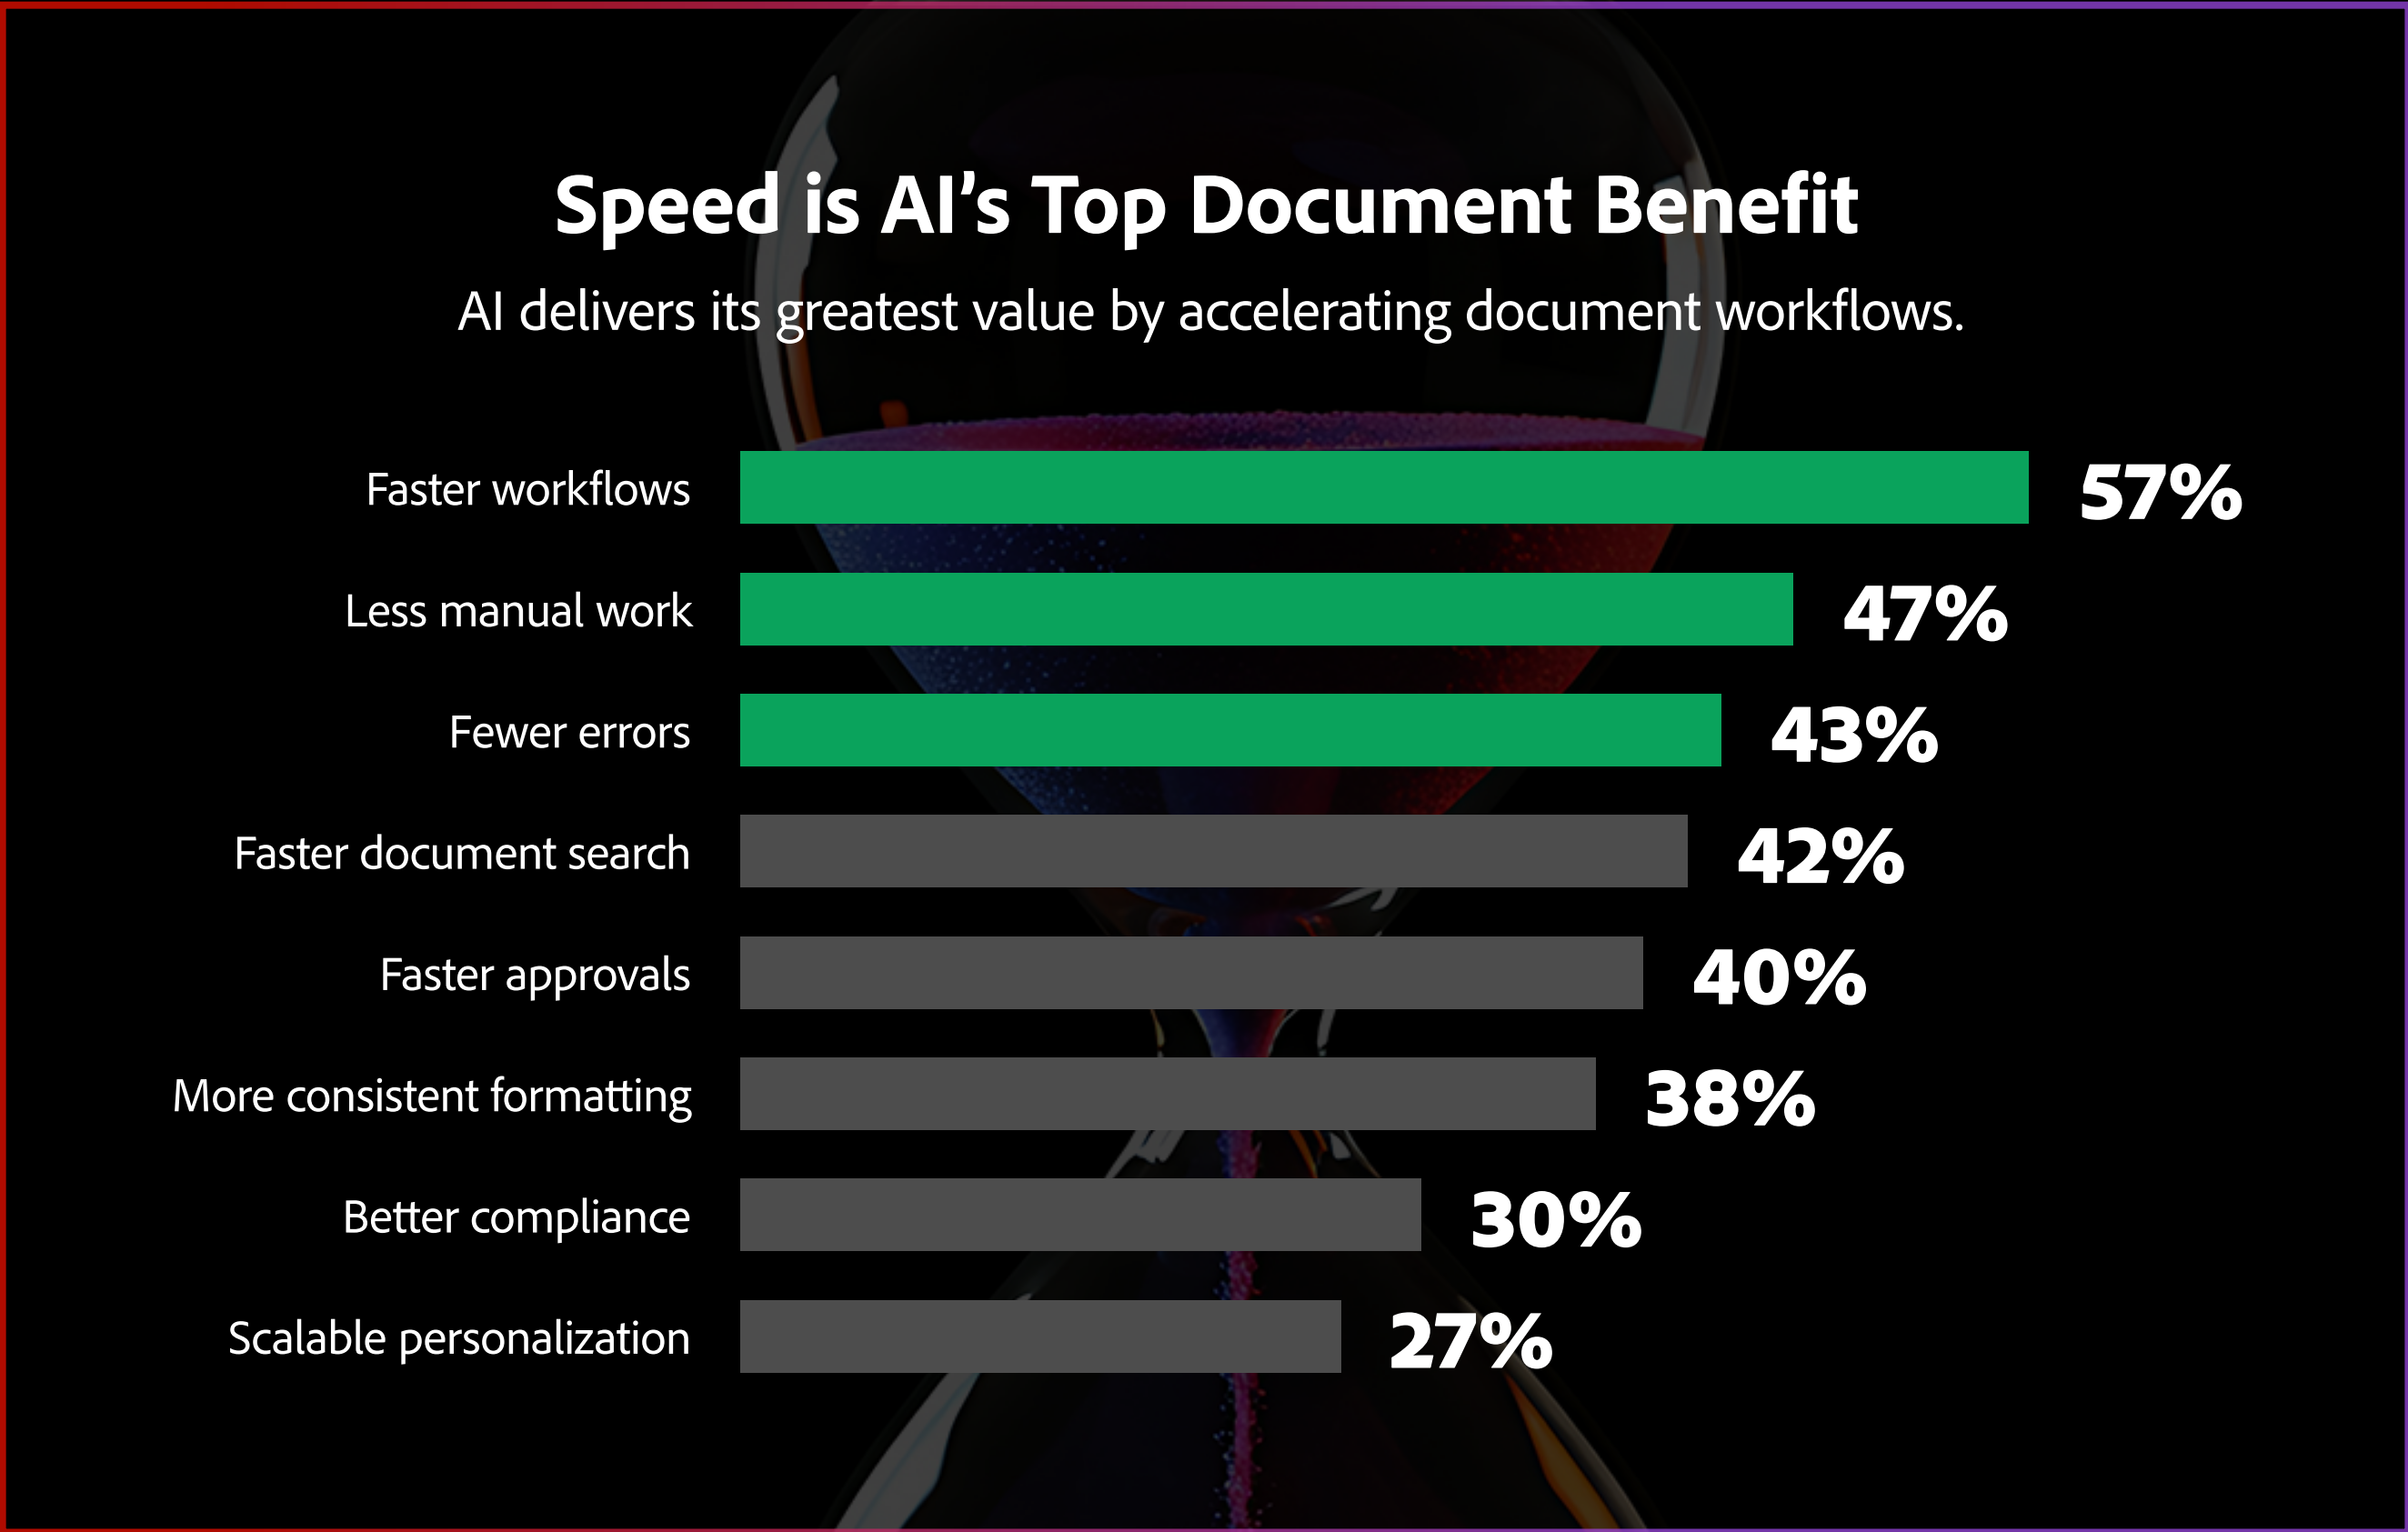 Speed is AI’s Top Document Benefit
AI delivers its greatest value by accelerating document workflows.
Faster workflows 57%
Less manual work 47%
Fewer errors 43%
Faster document search 42%
Faster approvals 40%
More consistent formatting 38%
Better compliance 30%
Scalable personalization 27%